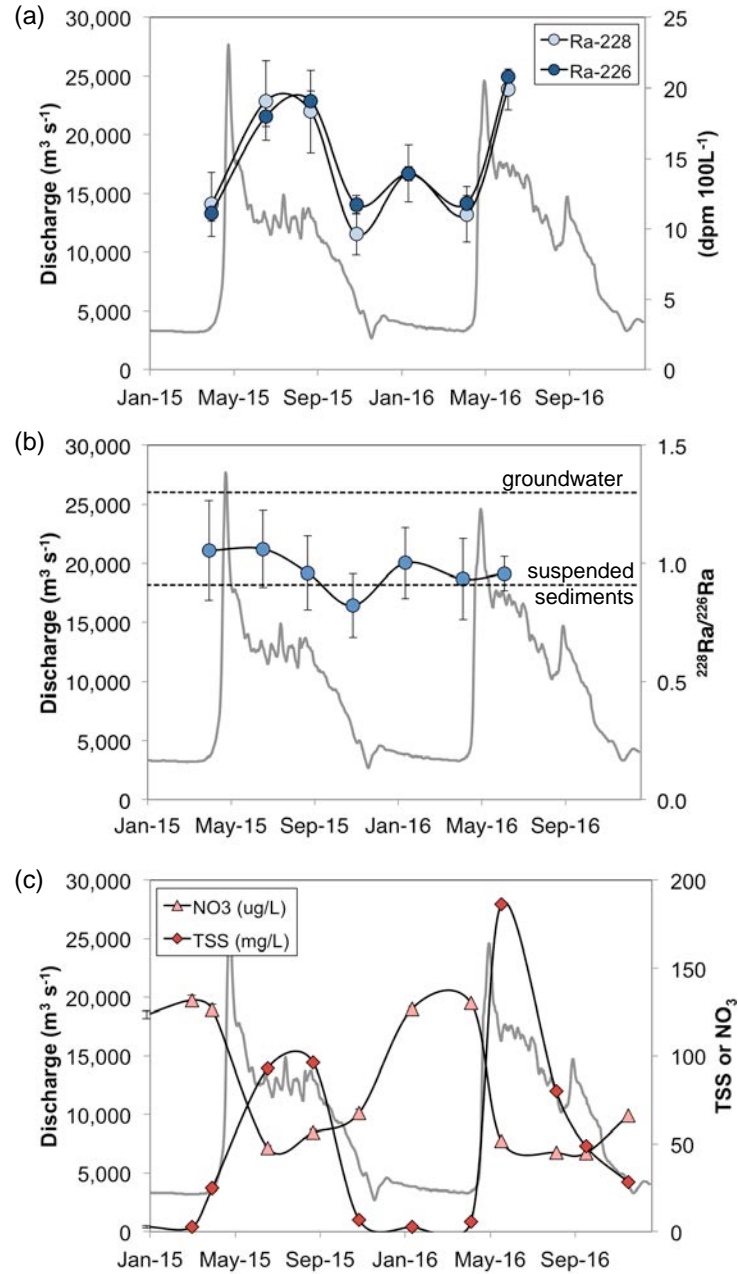 (a)
30,000
25,000
20,000
15,000
10,000
5,000
0
Discharge (m³ s⁻¹)
Ra-228
Ra-226
25
20
15
10
5
0
(dpm 100L⁻¹)
Jan-15 May-15 Sep-15 Jan-16 May-16 Sep-16
(b)
30,000
25,000
20,000
15,000
10,000
5,000
0
Discharge (m³ s⁻¹)
groundwater
suspended
sediments
1.5
1.0
0.5
0.0
²²⁸Ra/²²⁶Ra
Jan-15 May-15 Sep-15 Jan-16 May-16 Sep-16
(c)
30,000
25,000
20,000
15,000
10,000
5,000
0
Discharge (m³ s⁻¹)
NO3 (ug/L)
TSS (mg/L)
200
150
100
50
0
TSS or NO₃
Jan-15 May-15 Sep-15 Jan-16 May-16 Sep-16